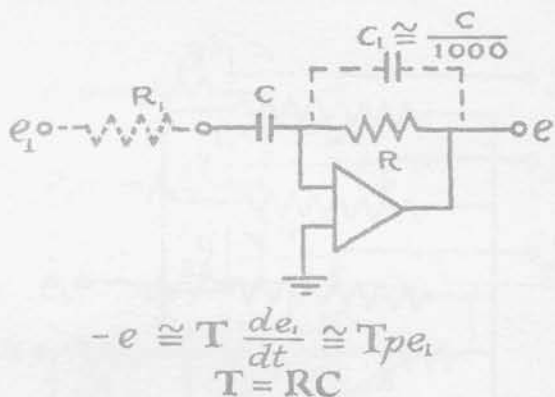 C₁ ≅ C/1000
R₁
C
e₁
R
e
-e ≅ T de₁/dt ≅ Tpe₁
T = RC